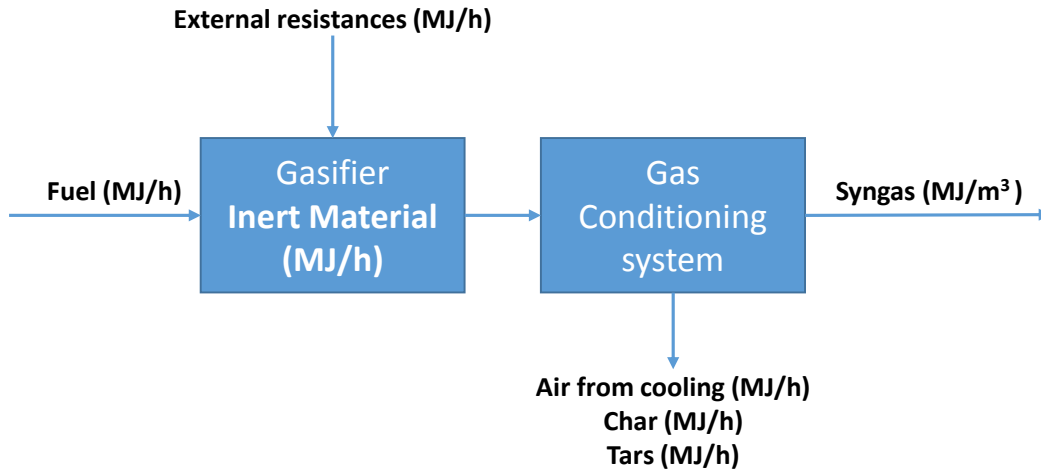 External resistances (MJ/h)
Fuel (MJ/h)
Gasifier
Inert Material
(MJ/h)
Gas
Conditioning
system
Syngas (MJ/m³ )
Air from cooling (MJ/h)
Char (MJ/h)
Tars (MJ/h)